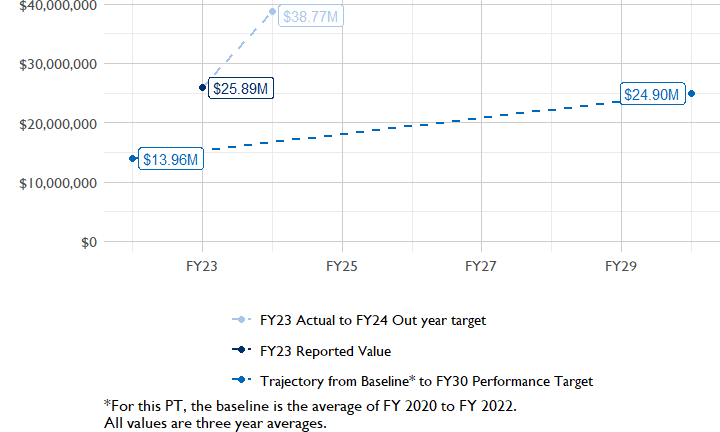 $40,000,000
$38.77M
$30,000,000
$25.89M
$24.90M
$20,000,000
$13.96M
$10,000,000
$0
FY23 FY25 FY27 FY29
FY23 Actual to FY24 Out year target
FY23 Reported Value
Trajectory from Baseline* to FY30 Performance Target
*For this PT, the baseline is the average of FY 2020 to FY 2022.
All values are three year averages.